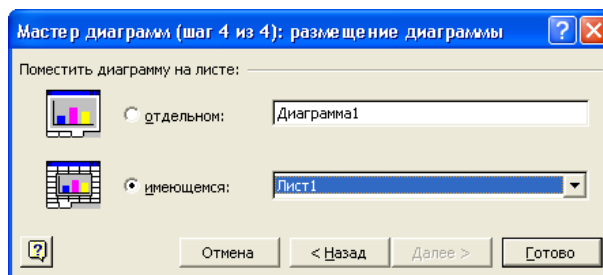 Мастер диаграмм (шаг 4 из 4): размещение диаграммы
Поместить диаграмму на листе:
отдельном: Диаграмма1
имеющемся: Лист1
Отмена < Назад Далее > Готово